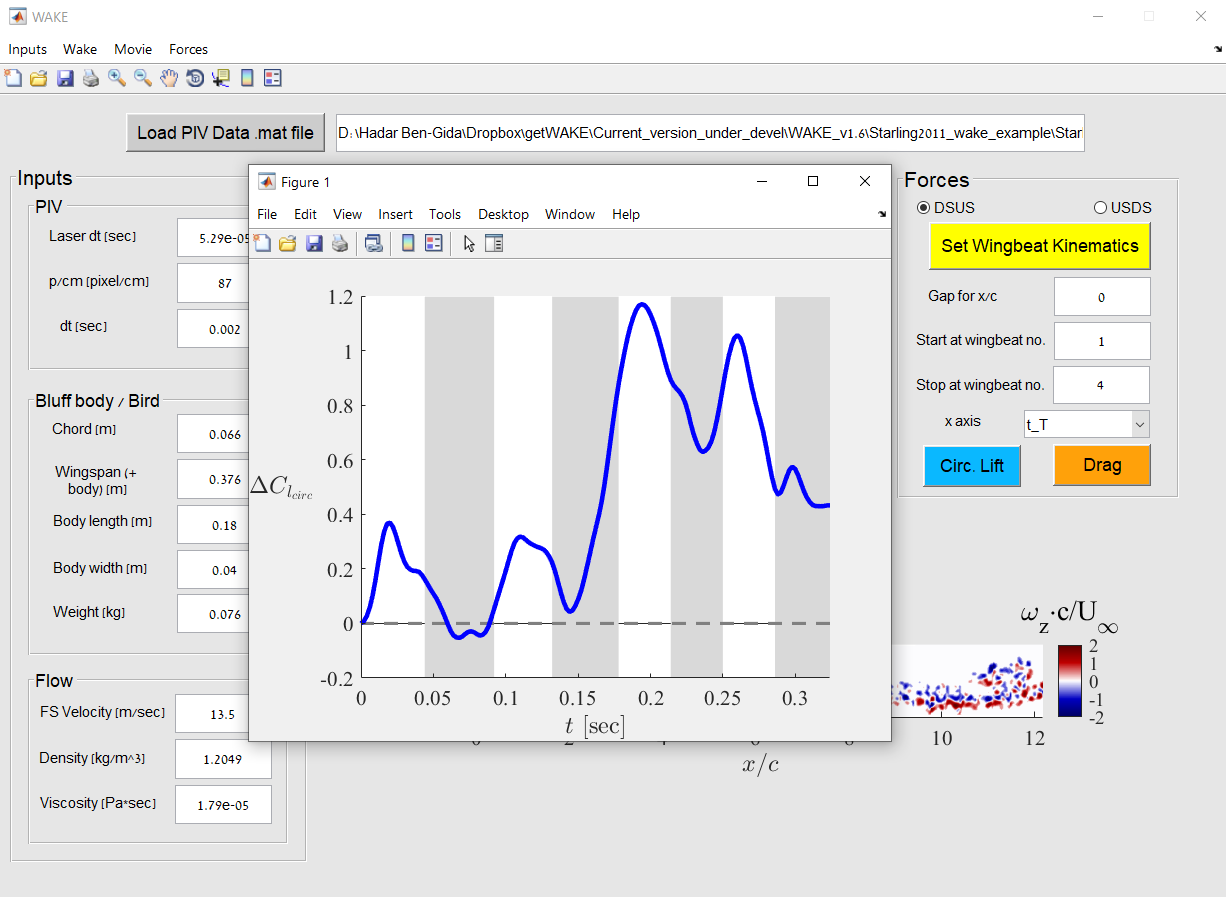 WAKE
Inputs Wake Movie Forces
Load PIV Data .mat file D:\Hadar Ben-Gida\Dropbox\getWAKE\Current_version_under_devel\WAKE_v1.6\Starling2011_wake_example\Star
Inputs
PIV
Laser dt [sec] 5.29e-05
p/cm [pixel/cm] 87
dt [sec] 0.002
Bluff body / Bird
Chord [m] 0.066
Wingspan (+
body) [m] 0.376
Body length [m] 0.18
Body width [m] 0.04
Weight [kg] 0.076
Flow
FS Velocity [m/sec] 13.5
Density [kg/m^3] 1.2049
Viscosity [Pa*sec] 1.79e-05
Figure 1
File Edit View Insert Tools Desktop Window Help
1.2
1
0.8
0.6
0.4
0.2
0
-0.2
ΔC_{l_{circ}}
0 0.05 0.1 0.15 0.2 0.25 0.3
t [sec]
Forces
DSUS USDS
Set Wingbeat Kinematics
Gap for x/c 0
Start at wingbeat no. 1
Stop at wingbeat no. 4
x axis t_T
Circ. Lift Drag
ω_z·c/U_∞
2
1
0
-1
-2
10 12
x/c